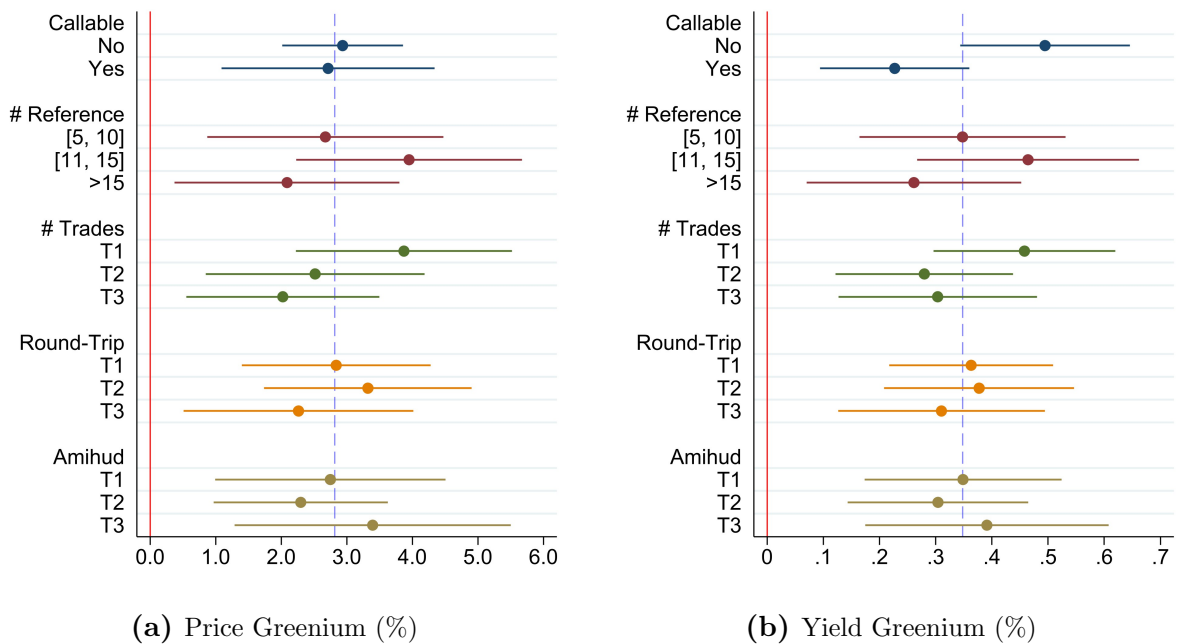 Callable
No
Yes
# Reference
[5, 10]
[11, 15]
>15
# Trades
T1
T2
T3
Round-Trip
T1
T2
T3
Amihud
T1
T2
T3
0.0 1.0 2.0 3.0 4.0 5.0 6.0
(a) Price Greenium (%)
Callable
No
Yes
# Reference
[5, 10]
[11, 15]
>15
# Trades
T1
T2
T3
Round-Trip
T1
T2
T3
Amihud
T1
T2
T3
0 .1 .2 .3 .4 .5 .6 .7
(b) Yield Greenium (%)